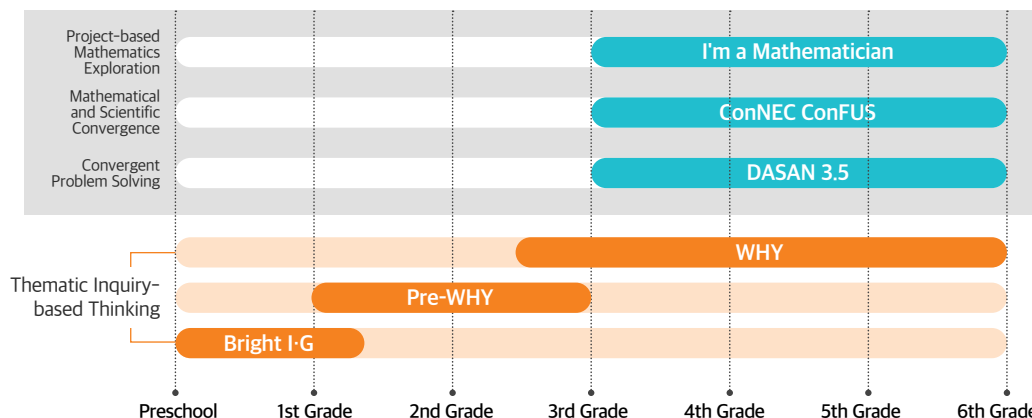 Project-based
Mathematics
Exploration
I'm a Mathematician
Mathematical
and Scientific
Convergence
ConNEC ConFUS
Convergent
Problem Solving
DASAN 3.5
Thematic Inquiry-
based Thinking
WHY
Pre-WHY
Bright I·G
Preschool
1st Grade
2nd Grade
3rd Grade
4th Grade
5th Grade
6th Grade